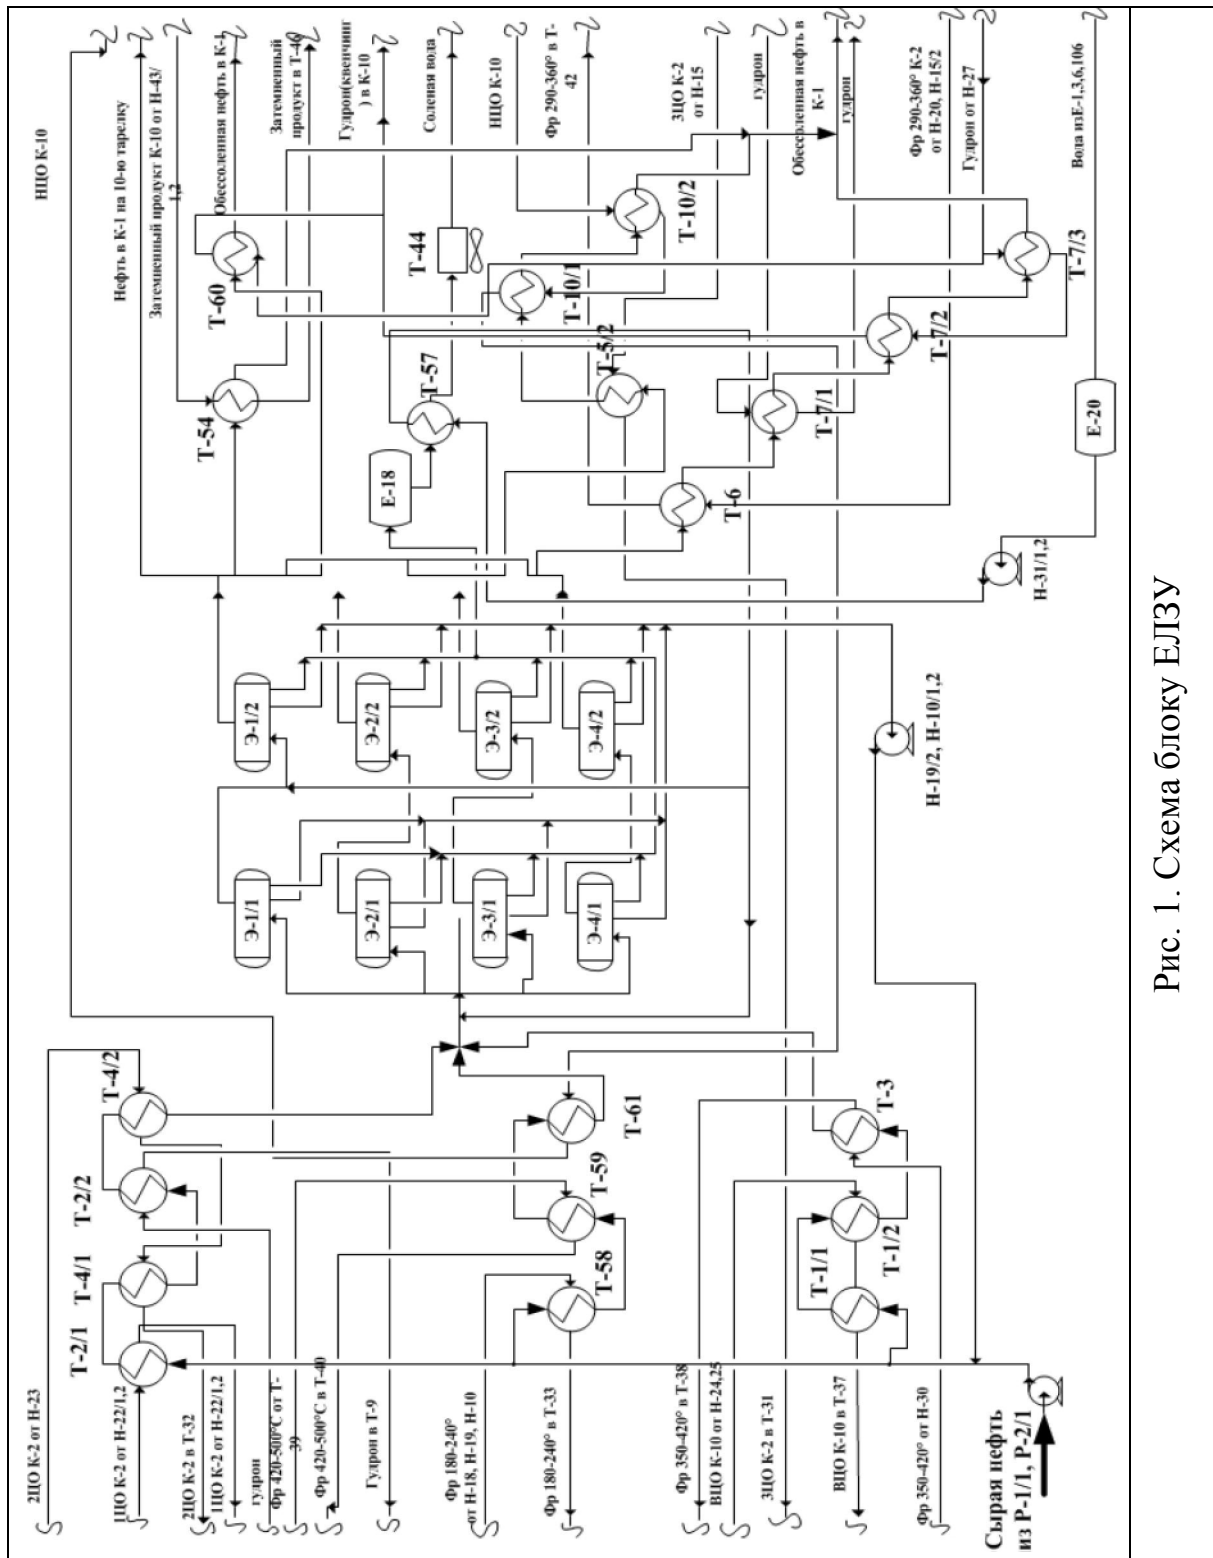 2ЦО К-2 от Н-23
1ЦО К-2 от Н-22/1,2
2ЦО К-2 в Т-32
1ЦО К-2 от Н-22/1,2
гудрон
Фр 420-500°С от Т-
39
Фр 420-500°С в Т-40
Гудрон в Т-9
Фр 180-240°
от Н-18, Н-19, Н-10
Фр 180-240° в Т-33
Фр 350-420° в Т-38
ВЦО К-10 от Н-24,25
3ЦО К-2 в Т-31
ВЦО К-10 в Т-37
Фр 350-420° от Н-30
Сырая нефть
из Р-1/1, Р-2/1
Т-2/1
Т-4/1
Т-2/2
Т-4/2
Т-58
Т-59
Т-61
Т-1/1
Т-1/2
Т-3
Э-1/1
Э-2/1
Э-3/1
Э-4/1
Э-1/2
Э-2/2
Э-3/2
Э-4/2
Н-19/2, Н-10/1,2
Н-31/1,2
Е-18
Е-20
Т-54
Т-60
Т-57
Т-44
Т-10/1
Т-10/2
Т-5/2
Т-6
Т-7/1
Т-7/2
Т-7/3
НЦО К-10
Нефть в К-1 на 10-ю тарелку
Затемненный продукт К-10 от Н-43/
1,2
Обессоленная нефть в К-1
Затемненный
продукт в Т-46
Гудрон(квенчинг
) в К-10
Соленая вода
НЦО К-10
Фр 290-360° в Т-
42
3ЦО К-2
от Н-15
гудрон
Обессоленная нефть в
К-1
гудрон
Фр 290-360° К-2
от Н-20, Н-15/2
Гудрон от Н-27
Вода изЕ-1,3,6,106
Рис. 1. Схема блоку ЕЛЗУ